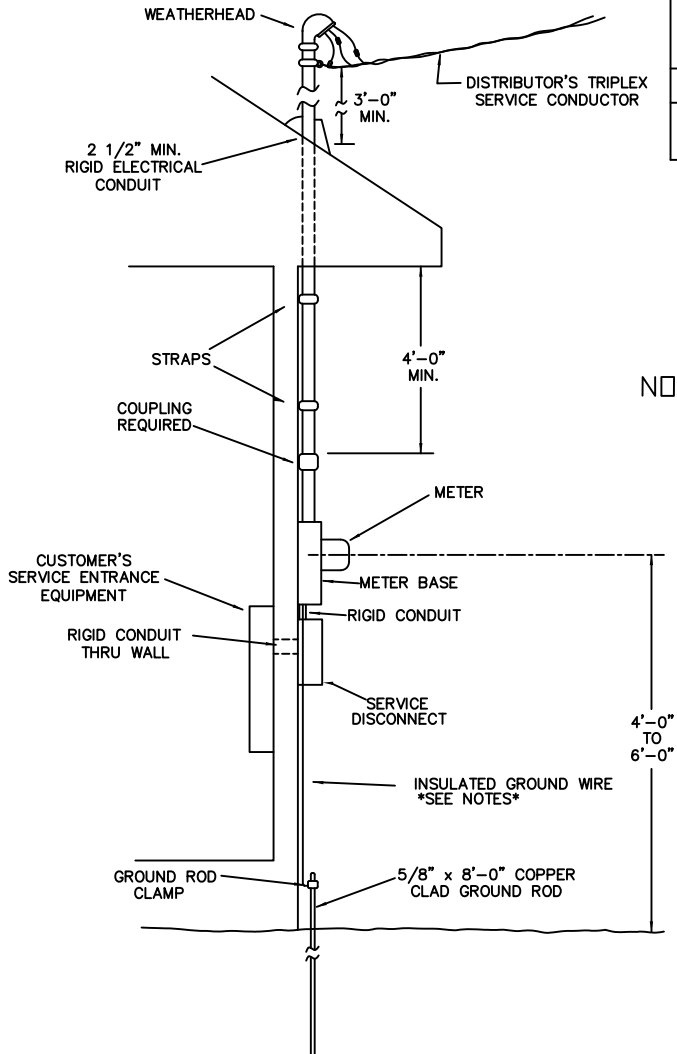 WEATHERHEAD
DISTRIBUTOR'S TRIPLEX
SERVICE CONDUCTOR
3'-0"
MIN.
2 1/2" MIN.
RIGID ELECTRICAL
CONDUIT
STRAPS
4'-0"
MIN.
COUPLING
REQUIRED
NO
METER
CUSTOMER'S
SERVICE ENTRANCE
EQUIPMENT
METER BASE
RIGID CONDUIT
RIGID CONDUIT
THRU WALL
SERVICE
DISCONNECT
4'-0"
TO
6'-0"
INSULATED GROUND WIRE
*SEE NOTES*
GROUND ROD
CLAMP
5/8" x 8'-0" COPPER
CLAD GROUND ROD